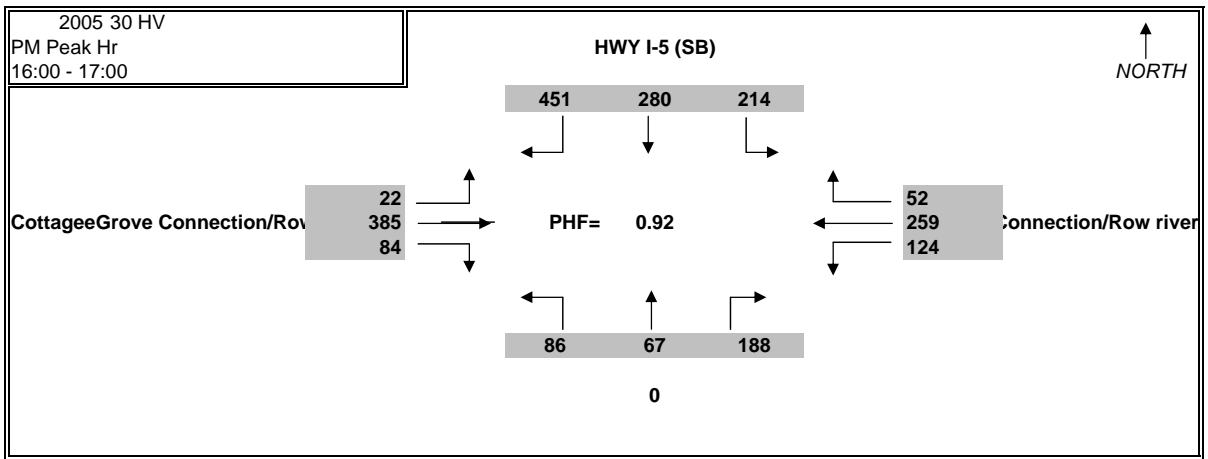 2005 30 HV
PM Peak Hr
16:00 - 17:00
HWY I-5 (SB)
NORTH
451 280 214
22
385
84
CottageeGrove Connection/Row
PHF= 0.92
52
259
124
Connection/Row river
86 67 188
0